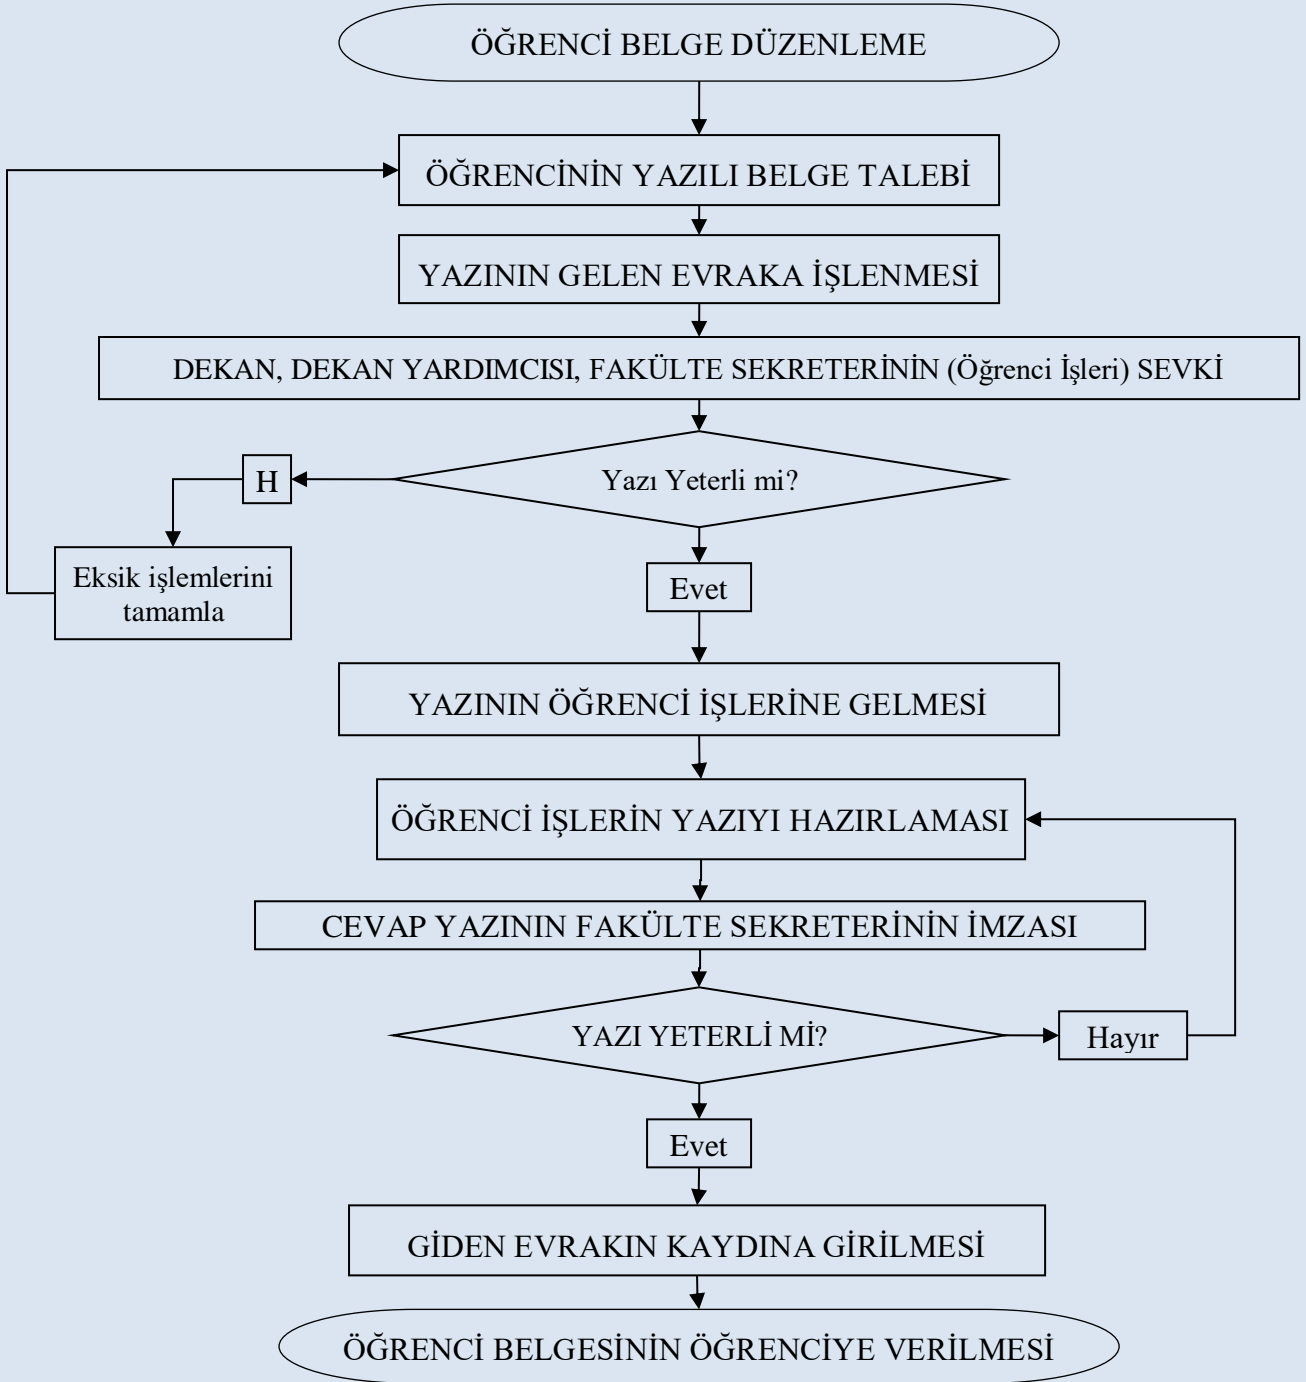 ÖĞRENCİ BELGE DÜZENLEME
ÖĞRENCİNİN YAZILI BELGE TALEBİ
YAZININ GELEN EVRAKA İŞLENMESİ
DEKAN, DEKAN YARDIMCISI, FAKÜLTE SEKRETERİNİN (Öğrenci İşleri) SEVKİ
Yazı Yeterli mi?
H
Eksik işlemlerini
tamamla
Evet
YAZININ ÖĞRENCİ İŞLERİNE GELMESİ
ÖĞRENCİ İŞLERİN YAZIYI HAZIRLAMASI
CEVAP YAZININ FAKÜLTE SEKRETERİNİN İMZASI
YAZI YETERLİ Mİ?
Hayır
Evet
GİDEN EVRAKIN KAYDINA GİRİLMESİ
ÖĞRENCİ BELGESİNİN ÖĞRENCİYE VERİLMESİ